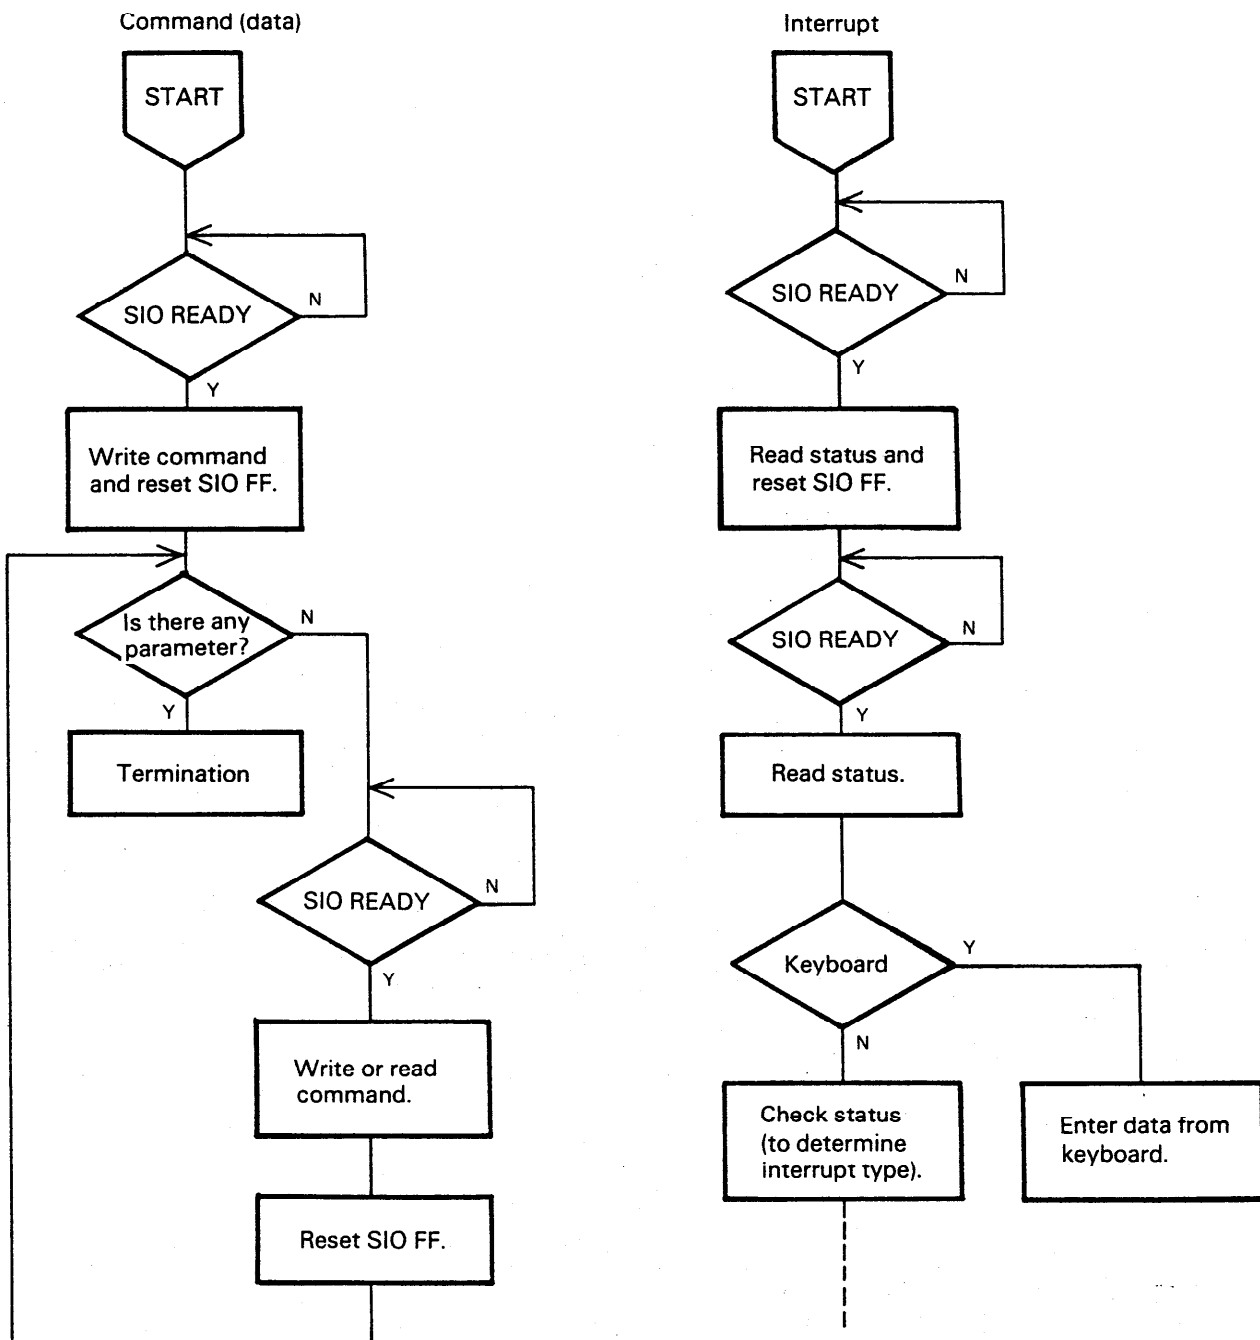 Command (data)
START
SIO READY
N
Y
Write command
and reset SIO FF.
Is there any
parameter?
N
Y
Termination
SIO READY
N
Y
Write or read
command.
Reset SIO FF.
Interrupt
START
SIO READY
N
Y
Read status and
reset SIO FF.
SIO READY
N
Y
Read status.
Keyboard
Y
N
Check status
(to determine
interrupt type).
Enter data from
keyboard.